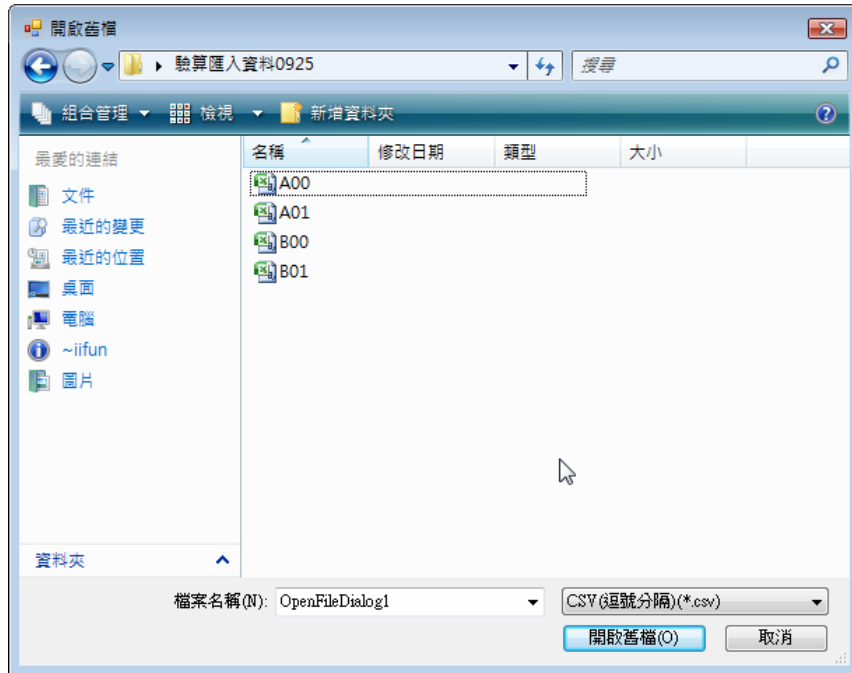 開啟舊檔
驗算匯入資料0925
搜尋
組合管理 檢視 新增資料夾
最愛的連結
文件
最近的變更
最近的位置
桌面
電腦
~iifun
圖片
資料夾
名稱 修改日期 類型 大小
A00
A01
B00
B01
檔案名稱(N): OpenFileDialog1 CSV(逗號分隔)(*.csv)
開啟舊檔(O) 取消